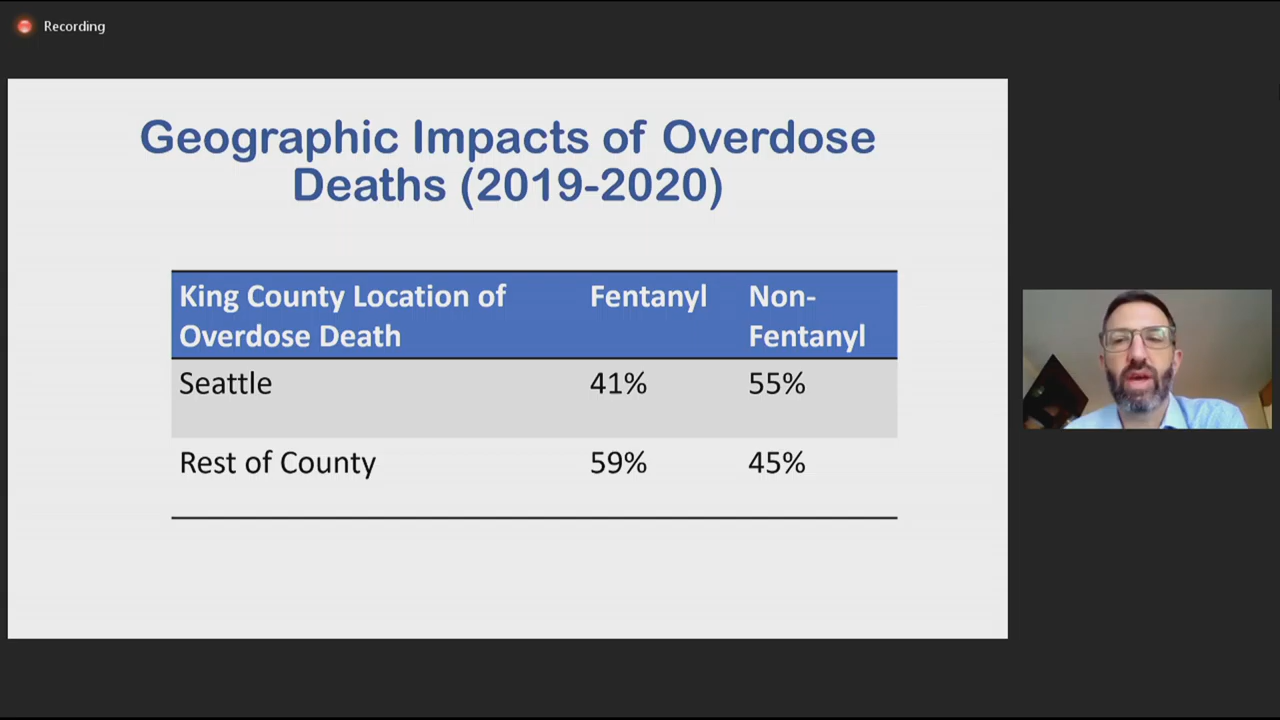 Recording
Geographic Impacts of Overdose
Deaths (2019-2020)
King County Location of Fentanyl Non-
Overdose Death Fentanyl
Seattle 41% 55%
Rest of County 59% 45%